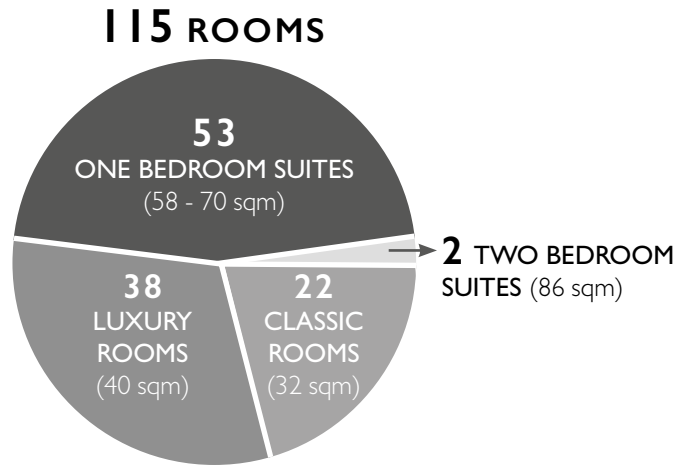 115 ROOMS
53
ONE BEDROOM SUITES
(58 - 70 sqm)
2 TWO BEDROOM
SUITES (86 sqm)
38
LUXURY
ROOMS
(40 sqm)
22
CLASSIC
ROOMS
(32 sqm)